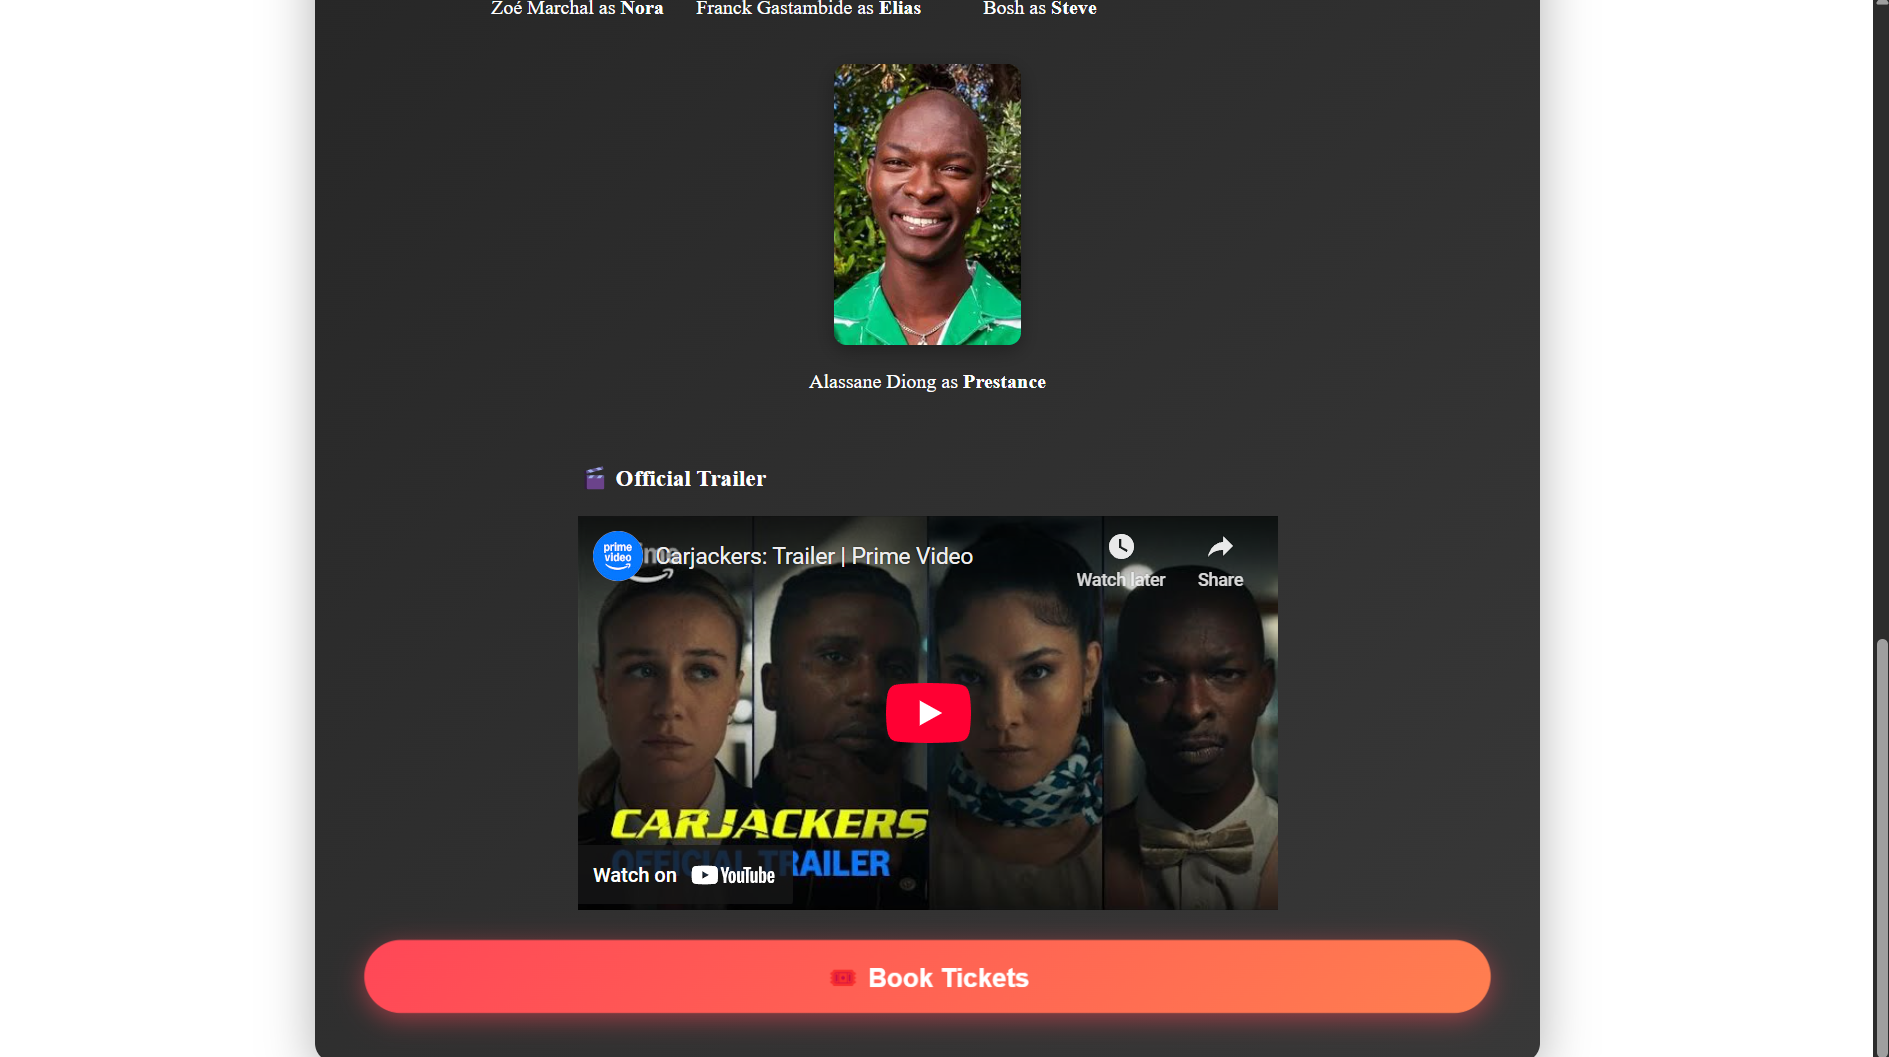 Zoé Marchal as Nora
Franck Gastambide as Elias
Bosh as Steve
Alassane Diong as Prestance
Official Trailer
prime video
Carjackers: Trailer | Prime Video
Watch later
Share
CARJACKERS
OFFICIAL TRAILER
Watch on YouTube
Book Tickets